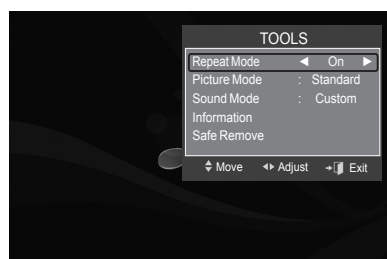 TOOLS
Repeat Mode ◀ On ▶
Picture Mode : Standard
Sound Mode : Custom
Information
Safe Remove
Move Adjust Exit